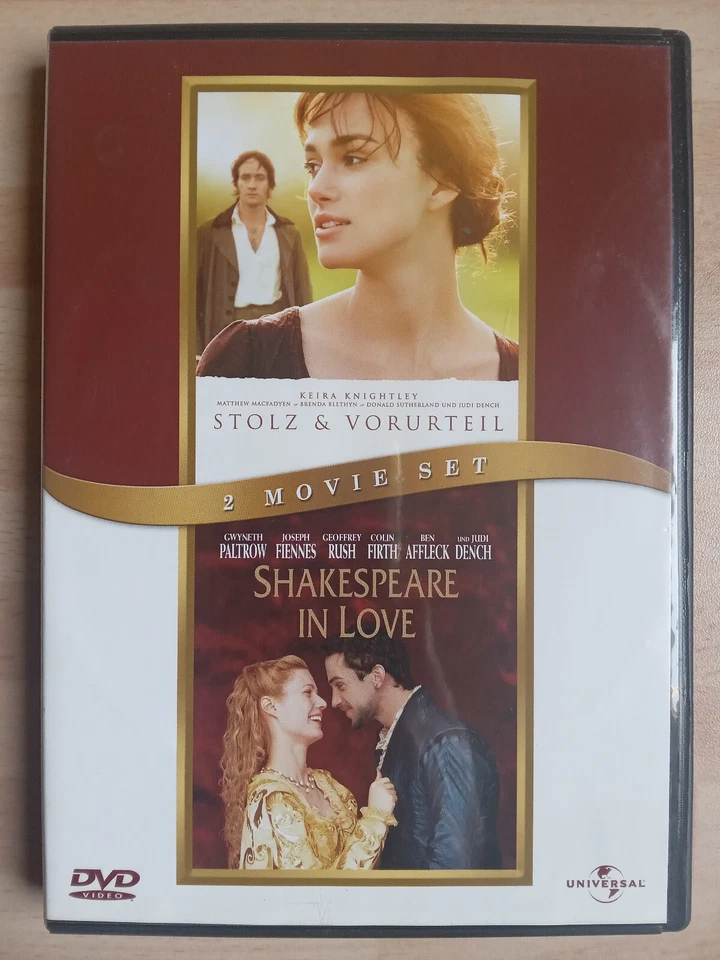 KEIRA KNIGHTLEY
MATTHEW MACFADYEN BRENDA BLETHYN DONALD SUTHERLAND UND JUDI DENCH
STOLZ & VORURTEIL
2 MOVIE SET
GWYNETH PALTROW JOSEPH FIENNES GEOFFREY RUSH COLIN FIRTH BEN AFFLECK UND JUDI DENCH
SHAKESPEARE
IN LOVE
DVD
VIDEO
UNIVERSAL